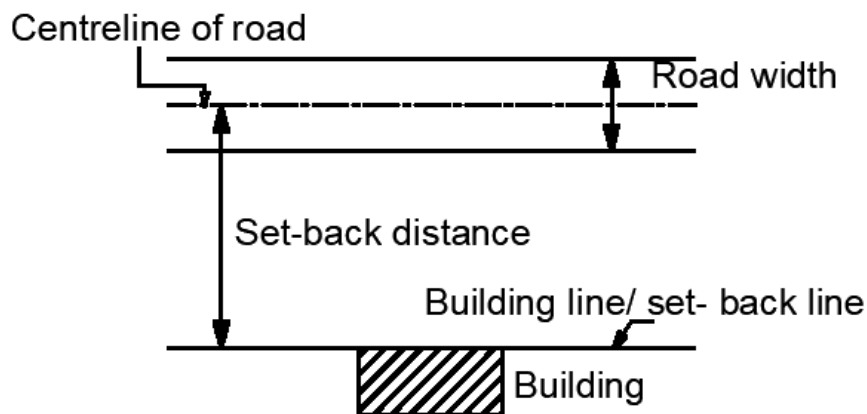 Centreline of road
Road width
Set-back distance
Building line/ set- back line
Building